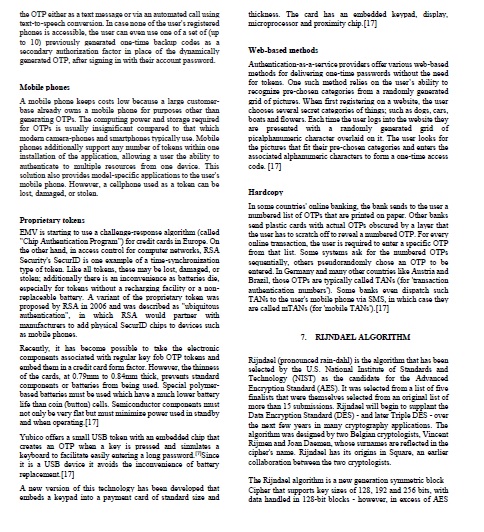 the OTP either as a text message or via an automated call using
text-to-speech conversion. In case none of the user's registered
phones is accessible, the user can even use one of a set of (up
to 10) previously generated one-time backup codes as a
secondary authorization factor in place of the dynamically
generated OTP, after signing in with their account password.
Mobile phones
A mobile phone keeps costs low because a large customer-
base already owns a mobile phone for purposes other than
generating OTPs. The computing power and storage required
for OTPs is usually insignificant compared to that which
modern camera-phones and smartphones typically use. Mobile
phones additionally support any number of tokens within one
installation of the application, allowing a user the ability to
authenticate to multiple resources from one device. This
solution also provides model-specific applications to the user's
mobile phone. However, a cellphone used as a token can be
lost, damaged, or stolen.
Proprietary tokens
EMV is starting to use a challenge-response algorithm (called
"Chip Authentication Program") for credit cards in Europe. On
the other hand, in access control for computer networks, RSA
Security's SecurID is one example of a time-synchronization
type of token. Like all tokens, these may be lost, damaged, or
stolen; additionally there is an inconvenience as batteries die,
especially for tokens without a recharging facility or a non-
replaceable battery. A variant of the proprietary token was
proposed by RSA in 2006 and was described as "ubiquitous
authentication", in which RSA would partner with
manufacturers to add physical SecurID chips to devices such
as mobile phones.
Recently, it has become possible to take the electronic
components associated with regular key fob OTP tokens and
embed them in a credit card form factor. However, the thinness
of the cards, at 0.79mm to 0.84mm thick, prevents standard
components or batteries from being used. Special polymer-
based batteries must be used which have a much lower battery
life than coin (button) cells. Semiconductor components must
not only be very flat but must minimize power used in standby
and when operating.[17]
Yubico offers a small USB token with an embedded chip that
creates an OTP when a key is pressed and simulates a
keyboard to facilitate easily entering a long password.[7]Since
it is a USB device it avoids the inconvenience of battery
replacement.[17]
A new version of this technology has been developed that
embeds a keypad into a payment card of standard size and
thickness. The card has an embedded keypad, display,
microprocessor and proximity chip.[17]
Web-based methods
Authentication-as-a-service providers offer various web-based
methods for delivering one-time passwords without the need
for tokens. One such method relies on the user's ability to
recognize pre-chosen categories from a randomly generated
grid of pictures. When first registering on a website, the user
chooses several secret categories of things; such as dogs, cars,
boats and flowers. Each time the user logs into the website they
are presented with a randomly generated grid of
picalphanumeric character overlaid on it. The user looks for
the pictures that fit their pre-chosen categories and enters the
associated alphanumeric characters to form a one-time access
code. [17]
Hardcopy
In some countries' online banking, the bank sends to the user a
numbered list of OTPs that are printed on paper. Other banks
send plastic cards with actual OTPs obscured by a layer that
the user has to scratch off to reveal a numbered OTP. For every
online transaction, the user is required to enter a specific OTP
from that list. Some systems ask for the numbered OTPs
sequentially, others pseudorandomly chose an OTP to be
entered. In Germany and many other countries like Austria and
Brazil, those OTPs are typically called TANs (for 'transaction
authentication numbers'). Some banks even dispatch such
TANs to the user's mobile phone via SMS, in which case they
are called mTANs (for 'mobile TANs').[17]
7. RIJNDAEL ALGORITHM
Rijndael (pronounced rain-dahl) is the algorithm that has been
selected by the U.S. National Institute of Standards and
Technology (NIST) as the candidate for the Advanced
Encryption Standard (AES). It was selected from a list of five
finalists that were themselves selected from an original list of
more than 15 submissions. Rijndael will begin to supplant the
Data Encryption Standard (DES) - and later Triple DES - over
the next few years in many cryptography applications. The
algorithm was designed by two Belgian cryptologists, Vincent
Rijmen and Joan Daemen, whose surnames are reflected in the
cipher's name. Rijndael has its origins in Square, an earlier
collaboration between the two cryptologists.
The Rijndael algorithm is a new generation symmetric block
Cipher that supports key sizes of 128, 192 and 256 bits, with
data handled in 128-bit blocks - however, in excess of AES